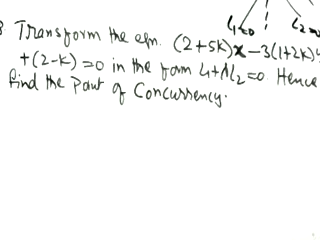 L₁=0 L₂=0
Transform the eqn. (2+5k)x-3(1+2k)y
+(2-k)=0 in the form L₁+λL₂=0. Hence
find the Point of Concurrency.